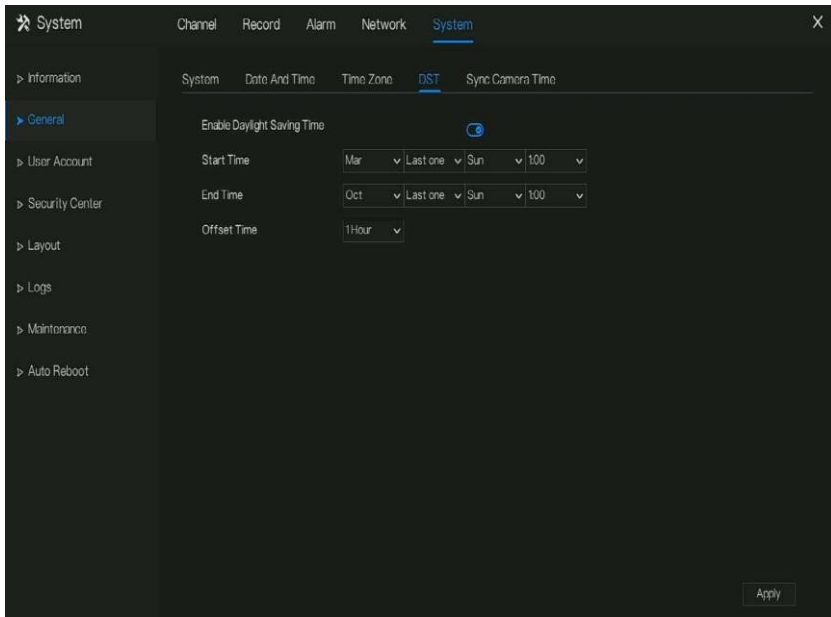 System
Channel Record Alarm Network System X
Information
General
User Account
Security Center
Layout
Logs
Maintenance
Auto Reboot
System Date And Time Time Zone DST Sync Camera Time
Enable Daylight Saving Time
Start Time Mar Last one Sun 1:00
End Time Oct Last one Sun 1:00
Offset Time 1 Hour
Apply